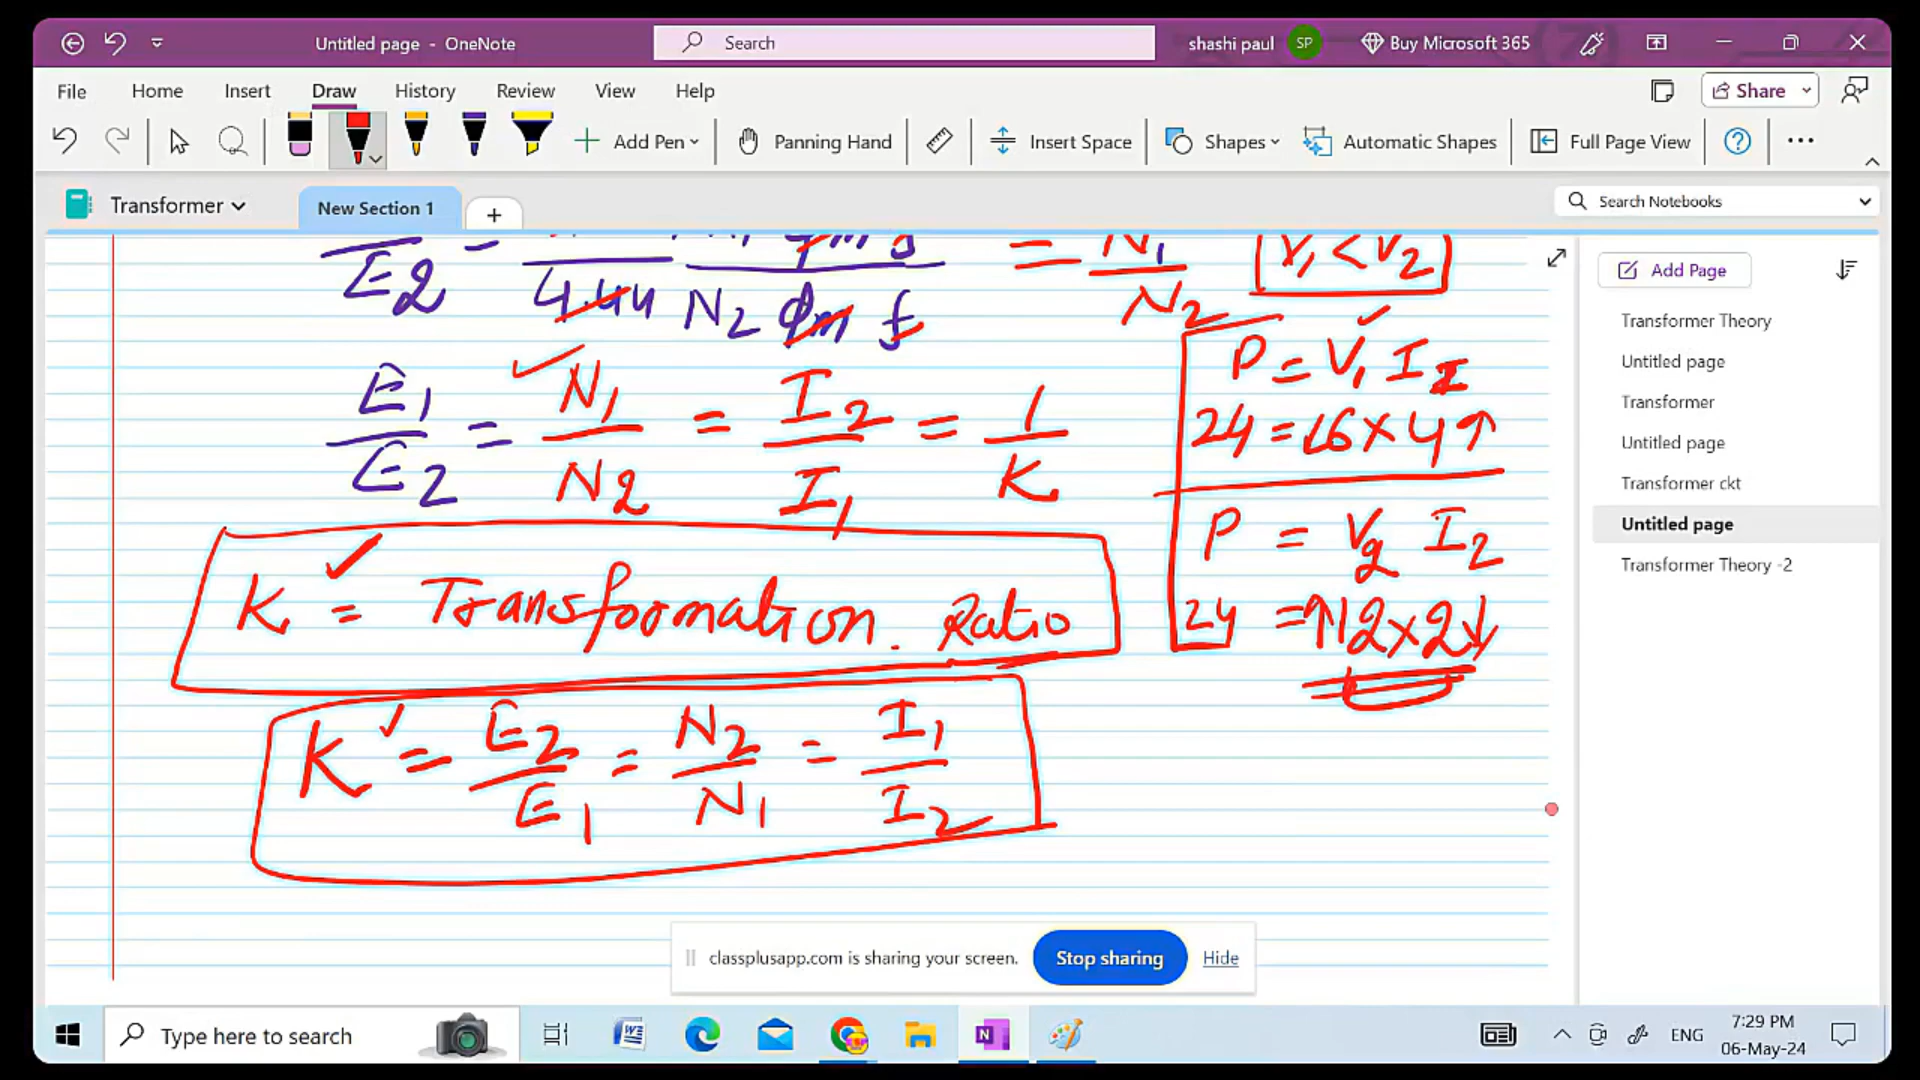 Untitled page - OneNote
Search
shashi paul SP
Buy Microsoft 365
File Home Insert Draw History Review View Help
Share
Add Pen
Panning Hand
Insert Space
Shapes
Automatic Shapes
Full Page View
Transformer
New Section 1
Search Notebooks
E2 = 4.44 N2 φm f = N1 / N2
V1 < V2
E1 / E2 = N1 / N2 = I2 / I1 = 1 / K
K = Transformation Ratio
K = E2 / E1 = N2 / N1 = I1 / I2
24 = 6 × 4 ↑
P = V2 I2
24 = ↑ 12 × 2 ↓
Add Page
Transformer Theory
Untitled page
Transformer
Untitled page
Transformer ckt
Untitled page
Transformer Theory -2
classplusapp.com is sharing your screen.
Stop sharing
Hide
Type here to search
ENG
7:29 PM
06-May-24